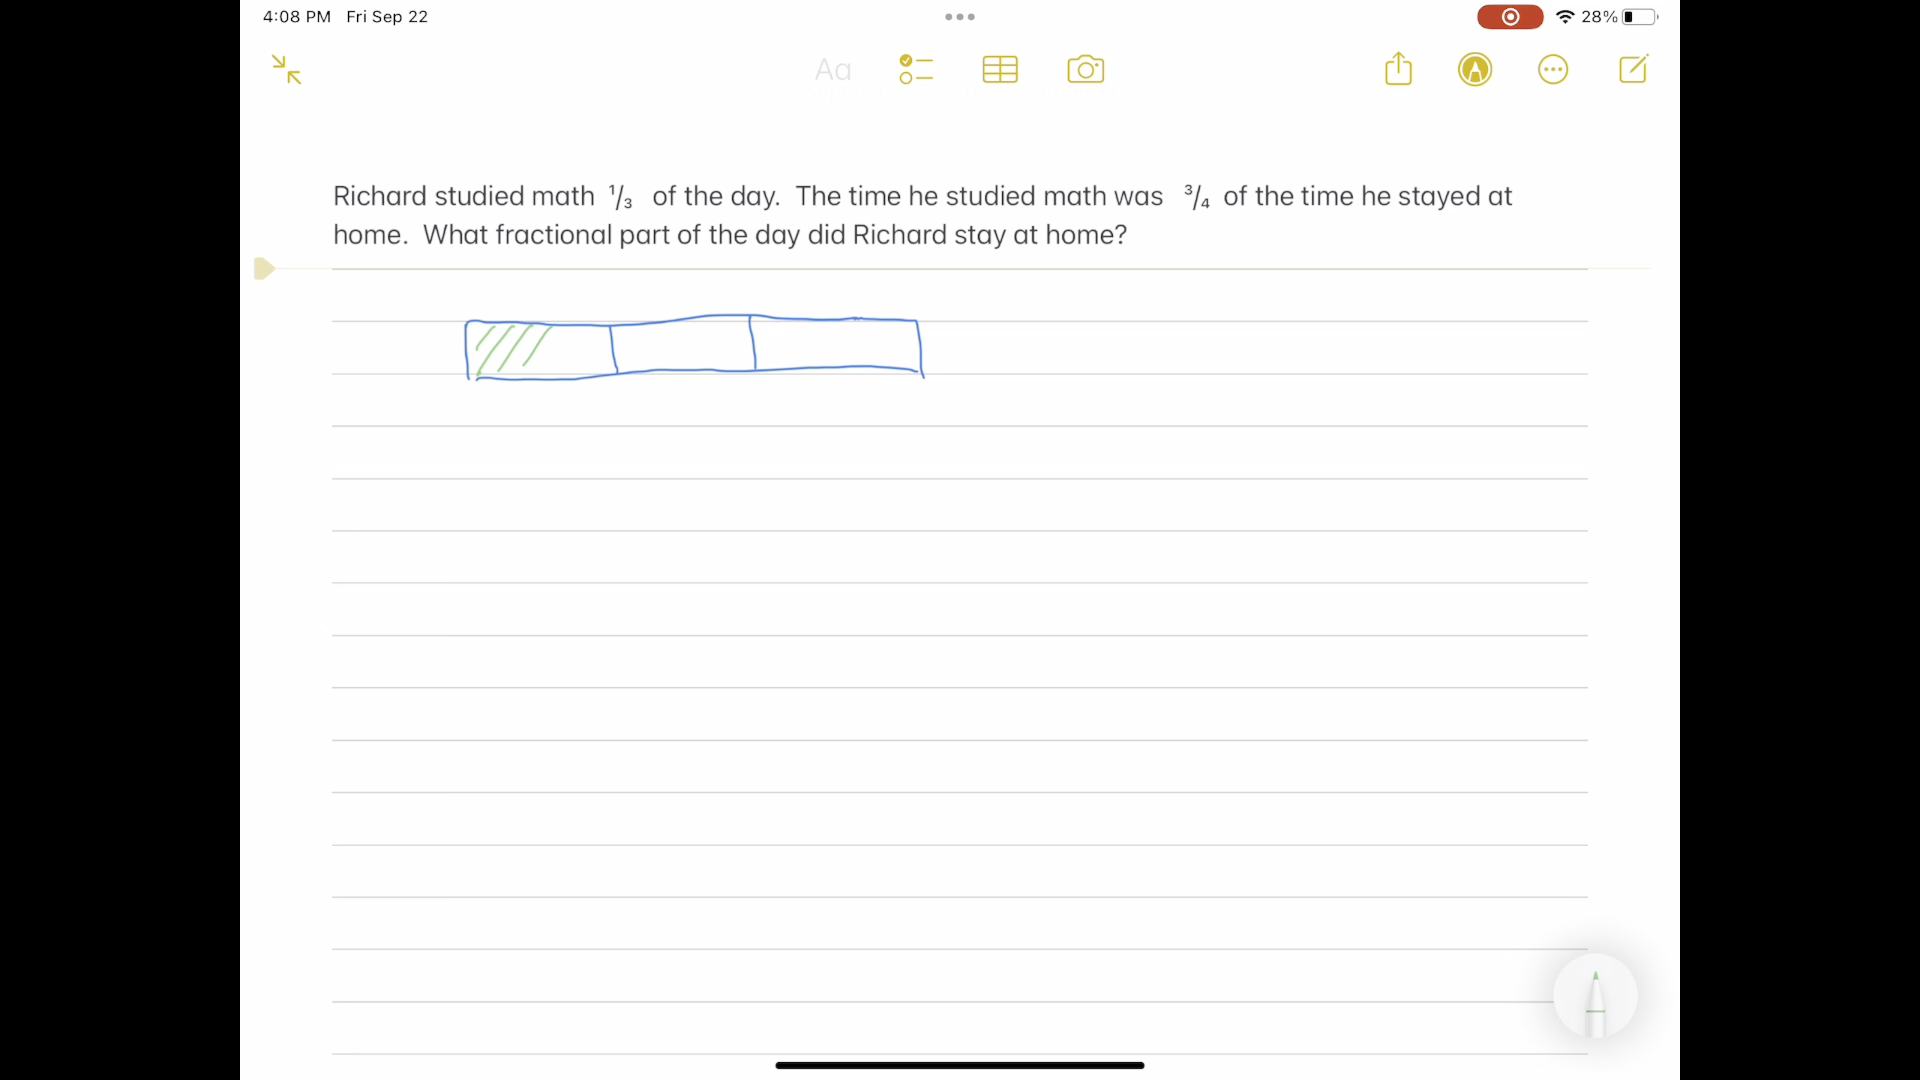 4:08 PM Fri Sep 22
28%
Aa
Richard studied math 1/3 of the day. The time he studied math was 3/4 of the time he stayed at
home. What fractional part of the day did Richard stay at home?